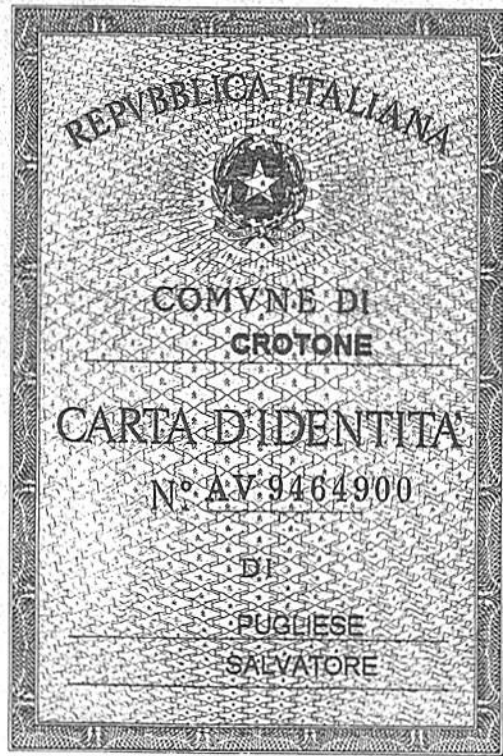 REPVBBLICA ITALIANA
COMVNE DI
CROTONE
CARTA D'IDENTITA'
N° AV 9464900
DI
PUGLIESE
SALVATORE